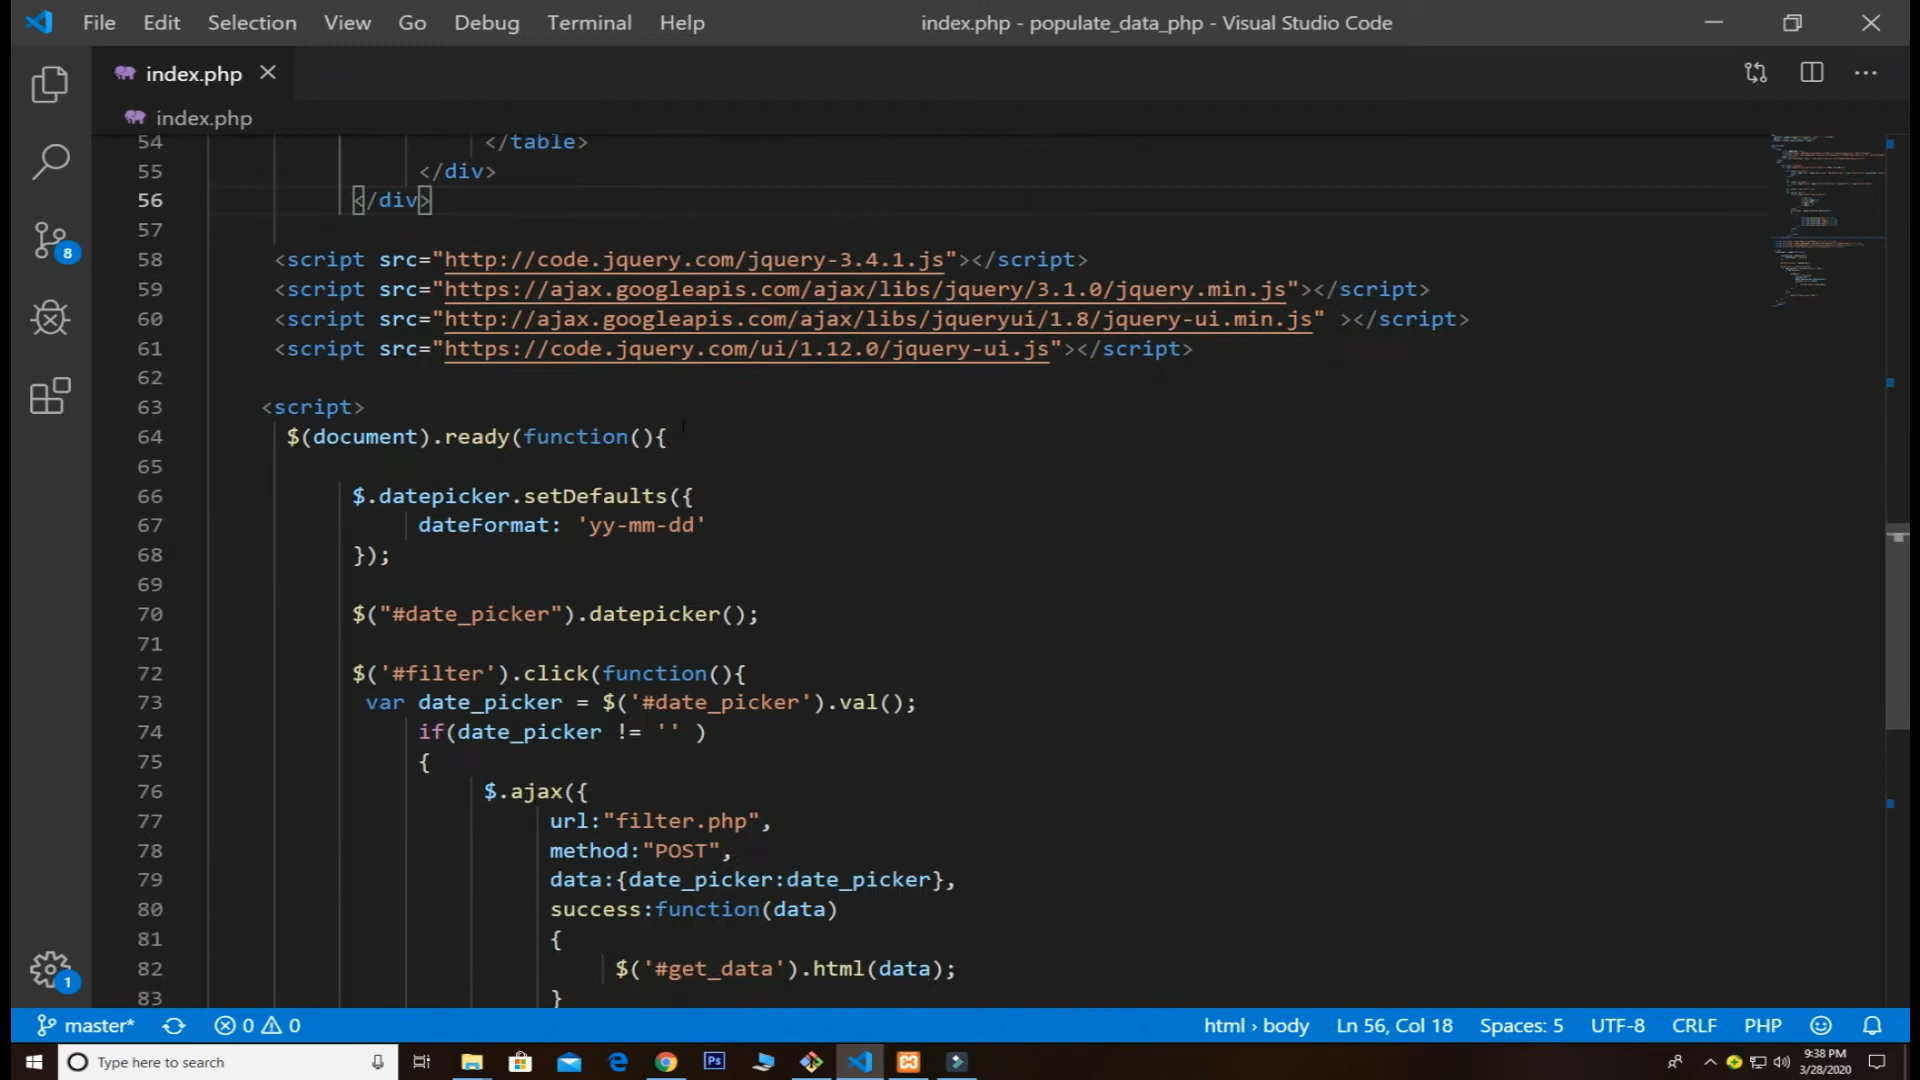 File Edit Selection View Go Debug Terminal Help index.php - populate_data_php - Visual Studio Code
index.php
index.php
54 </table>
55 </div>
56 </div>
57
58 <script src="http://code.jquery.com/jquery-3.4.1.js"></script>
59 <script src="https://ajax.googleapis.com/ajax/libs/jquery/3.1.0/jquery.min.js"></script>
60 <script src="http://ajax.googleapis.com/ajax/libs/jqueryui/1.8/jquery-ui.min.js" ></script>
61 <script src="https://code.jquery.com/ui/1.12.0/jquery-ui.js"></script>
62
63 <script>
64 $(document).ready(function(){
65
66 $.datepicker.setDefaults({
67 dateFormat: 'yy-mm-dd'
68 });
69
70 $("#date_picker").datepicker();
71
72 $('#filter').click(function(){
73 var date_picker = $('#date_picker').val();
74 if(date_picker != '' )
75 {
76 $.ajax({
77 url:"filter.php",
78 method:"POST",
79 data:{date_picker:date_picker},
80 success:function(data)
81 {
82 $('#get_data').html(data);
83 }
8
1
master* 0 0 html › body Ln 56, Col 18 Spaces: 5 UTF-8 CRLF PHP
Type here to search Ps 9:38 PM
3/28/2020